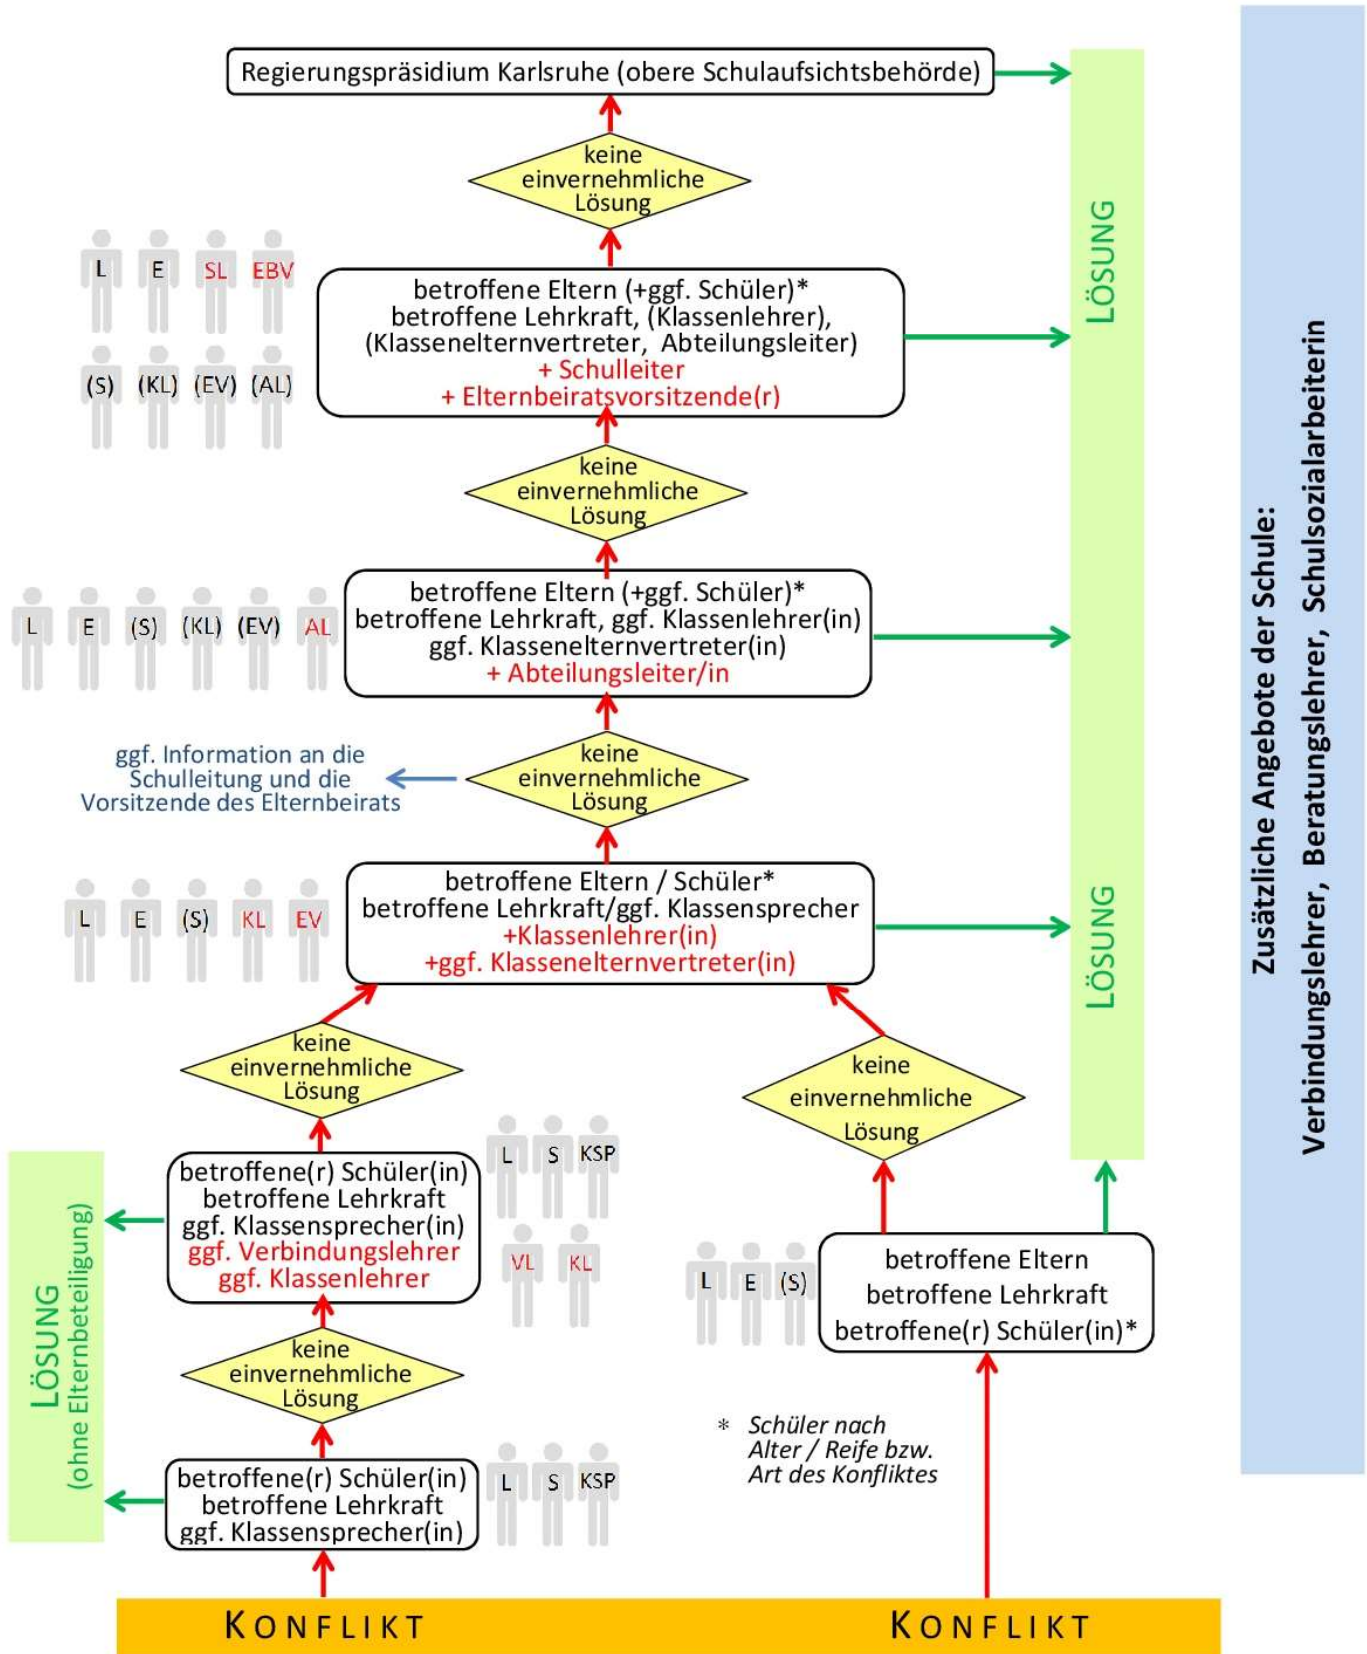 Regierungspräsidium Karlsruhe (obere Schulaufsichtsbehörde)
keine
einvernehmliche
Lösung
L E SL EBV
(S) (KL) (EV) (AL)
betroffene Eltern (+ggf. Schüler)*
betroffene Lehrkraft, (Klassenlehrer),
(Klassenelternvertreter, Abteilungsleiter)
+ Schulleiter
+ Elternbeiratsvorsitzende(r)
LÖSUNG
keine
einvernehmliche
Lösung
L E (S) (KL) (EV) AL
betroffene Eltern (+ggf. Schüler)*
betroffene Lehrkraft, ggf. Klassenlehrer(in)
ggf. Klassenelternvertreter(in)
+ Abteilungsleiter/in
ggf. Information an die
Schulleitung und die
Vorsitzende des Elternbeirats
keine
einvernehmliche
Lösung
L E (S) KL EV
betroffene Eltern / Schüler*
betroffene Lehrkraft/ggf. Klassensprecher
+Klassenlehrer(in)
+ggf. Klassenelternvertreter(in)
LÖSUNG
keine
einvernehmliche
Lösung
keine
einvernehmliche
Lösung
betroffene(r) Schüler(in)
betroffene Lehrkraft
ggf. Klassensprecher(in)
ggf. Verbindungslehrer
ggf. Klassenlehrer
L S KSP
VL KL
L E (S)
betroffene Eltern
betroffene Lehrkraft
betroffene(r) Schüler(in)*
LÖSUNG
(ohne Elternbeteiligung)
keine
einvernehmliche
Lösung
* Schüler nach
Alter / Reife bzw.
Art des Konfliktes
betroffene(r) Schüler(in)
betroffene Lehrkraft
ggf. Klassensprecher(in)
L S KSP
KONFLIKT
KONFLIKT
Zusätzliche Angebote der Schule:
Verbindungslehrer, Beratungslehrer, Schulsozialarbeiterin